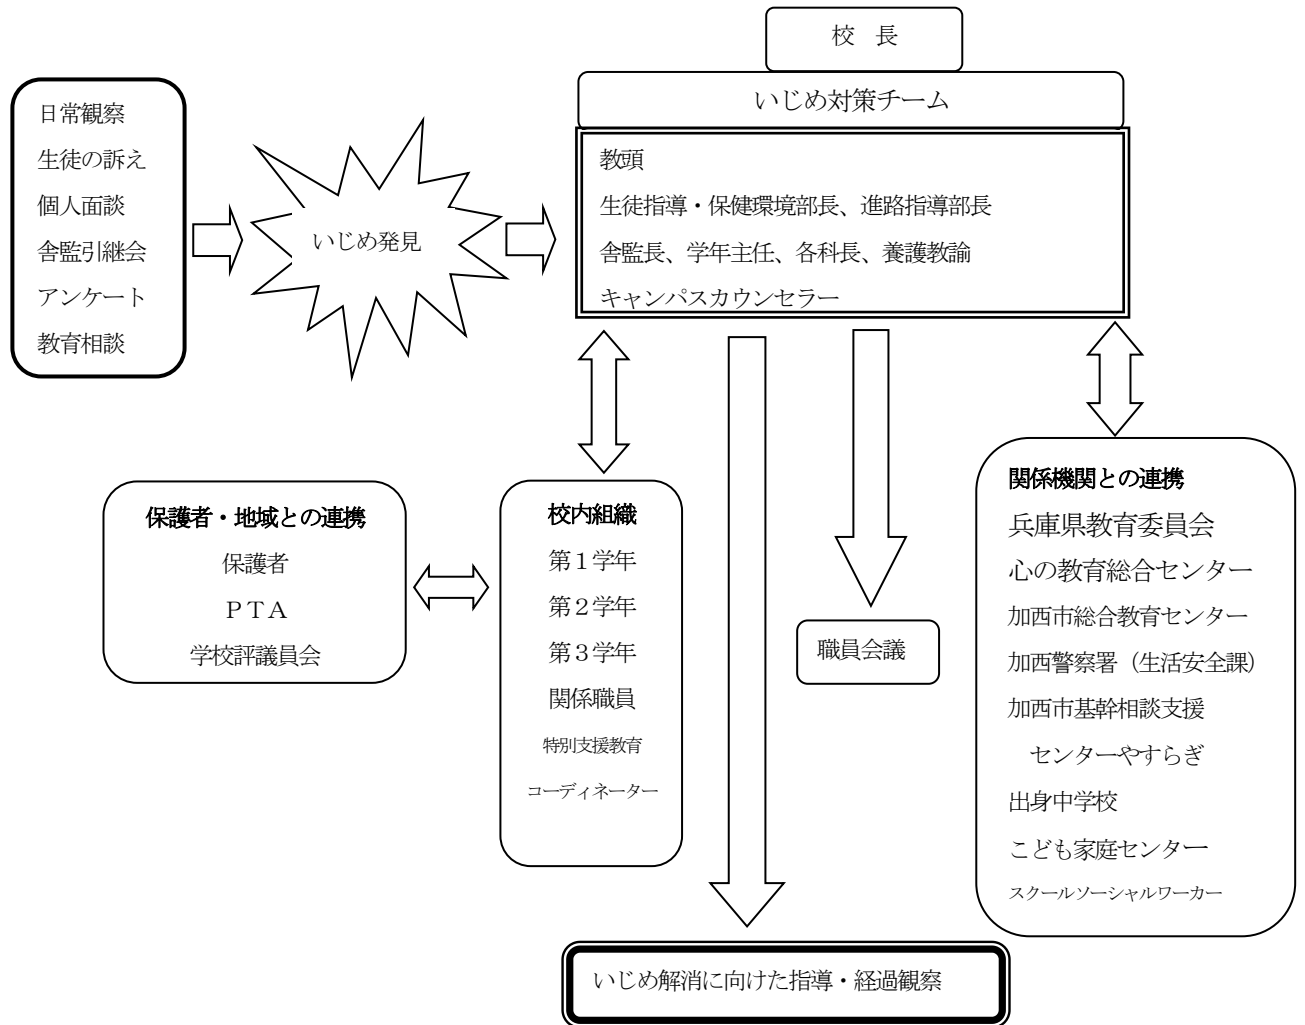 校　長
いじめ対策チーム
教頭
生徒指導・保健環境部長、進路指導部長
舎監長、学年主任、各科長、養護教諭
キャンパスカウンセラー
日常観察
生徒の訴え
個人面談
舎監引継会
アンケート
教育相談
いじめ発見
保護者・地域との連携
保護者
ＰＴＡ
学校評議員会
校内組織
第１学年
第２学年
第３学年
関係職員
特別支援教育
コーディネーター
職員会議
関係機関との連携
兵庫県教育委員会
心の教育総合センター
加西市総合教育センター
加西警察署（生活安全課）
加西市基幹相談支援
センターやすらぎ
出身中学校
こども家庭センター
スクールソーシャルワーカー
いじめ解消に向けた指導・経過観察